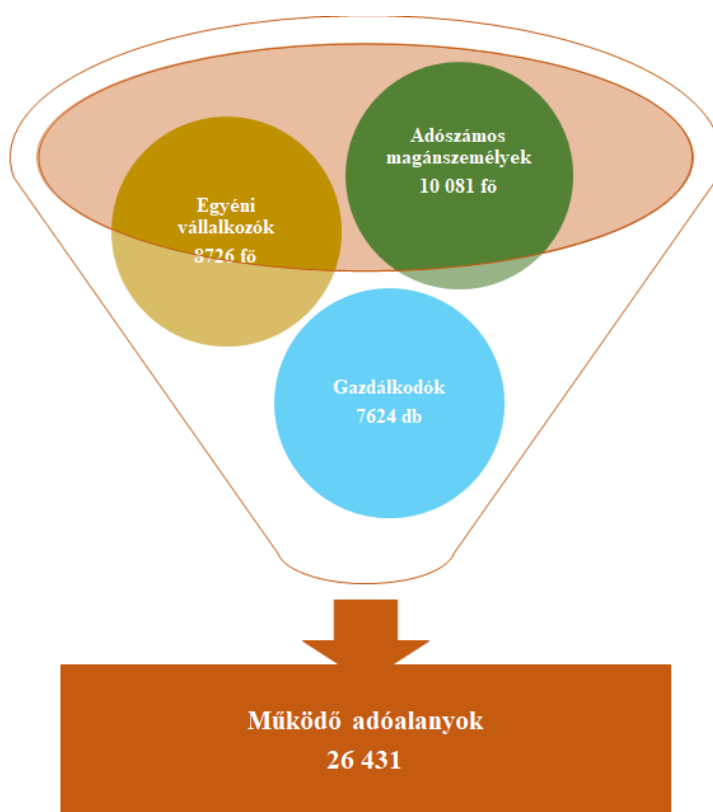 Adószámos
magánszemélyek
10 081 fő
Egyéni
vállalkozók
8726 fő
Gazdálkodók
7624 db
Működő adóalanyok
26 431